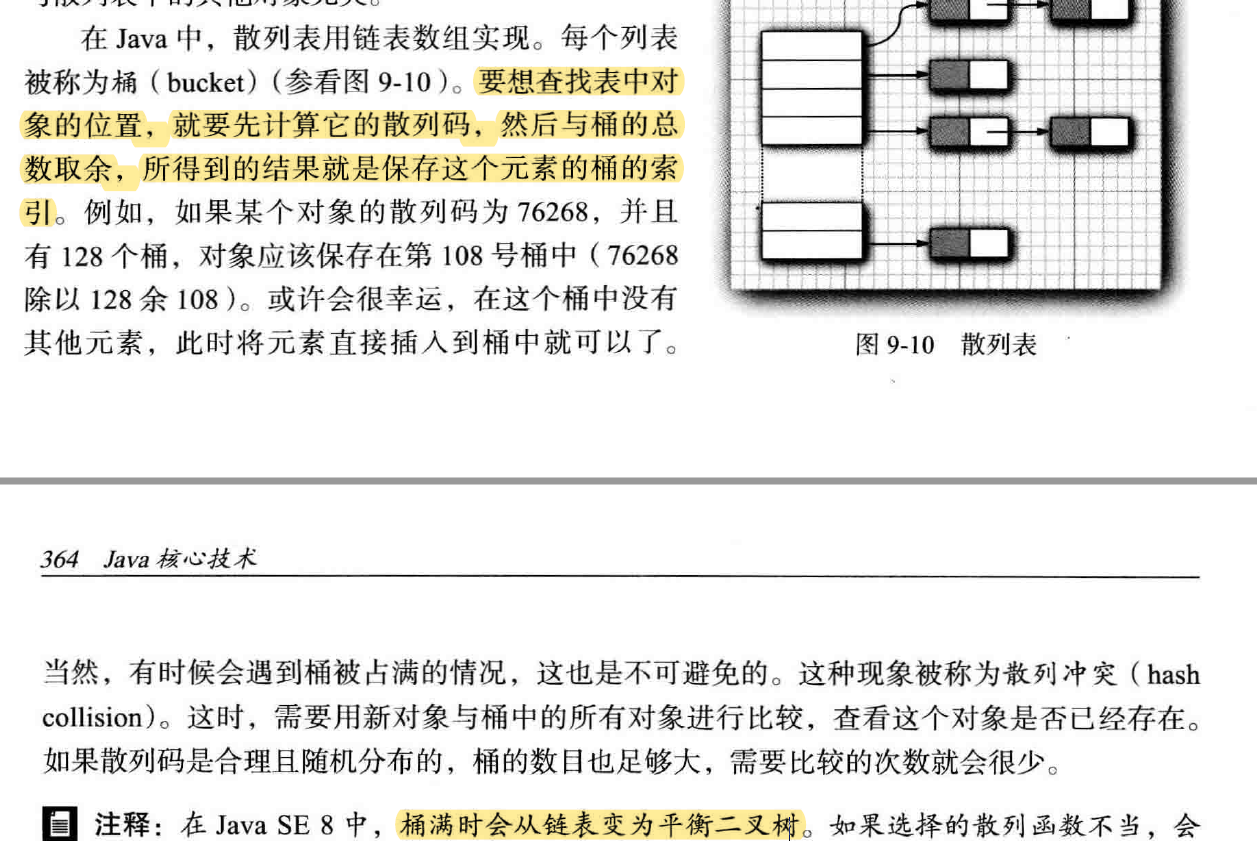 与散列表中的其他对象无关。
在 Java 中，散列表用链表数组实现。每个列表
被称为桶（bucket）（参看图 9-10）。要想查找表中对
象的位置，就要先计算它的散列码，然后与桶的总
数取余，所得到的结果就是保存这个元素的桶的索
引。例如，如果某个对象的散列码为 76268，并且
有 128 个桶，对象应该保存在第 108 号桶中（76268
除以 128 余 108）。或许会很幸运，在这个桶中没有
其他元素，此时将元素直接插入到桶中就可以了。
图 9-10 散列表
364 Java 核心技术
当然，有时候会遇到桶被占满的情况，这也是不可避免的。这种现象被称为散列冲突（hash
collision）。这时，需要用新对象与桶中的所有对象进行比较，查看这个对象是否已经存在。
如果散列码是合理且随机分布的，桶的数目也足够大，需要比较的次数就会很少。
注释：在 Java SE 8 中，桶满时会从链表变为平衡二叉树。如果选择的散列函数不当，会